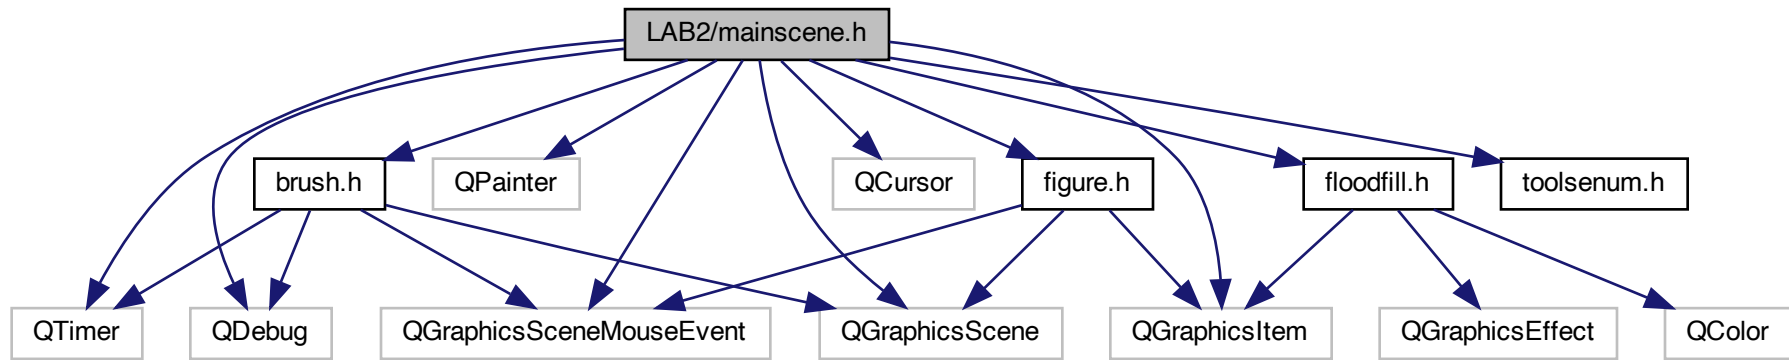 LAB2/mainscene.h
brush.h
QPainter
QCursor
figure.h
floodfill.h
toolsenum.h
QTimer
QDebug
QGraphicsSceneMouseEvent
QGraphicsScene
QGraphicsItem
QGraphicsEffect
QColor